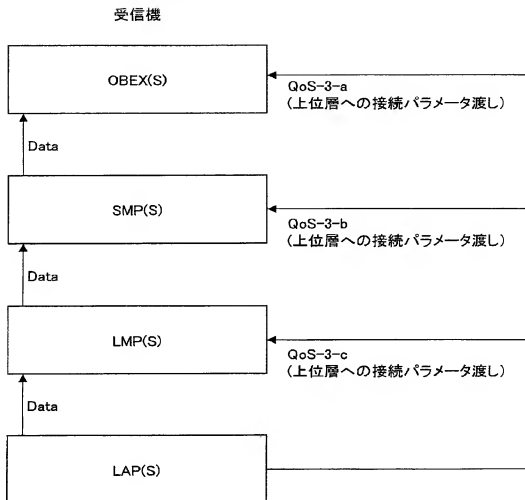 受信機
OBEX(S)
QoS-3-a
(上位層への接続パラメータ渡し)
Data
SMP(S)
QoS-3-b
(上位層への接続パラメータ渡し)
Data
LMP(S)
QoS-3-c
(上位層への接続パラメータ渡し)
Data
LAP(S)